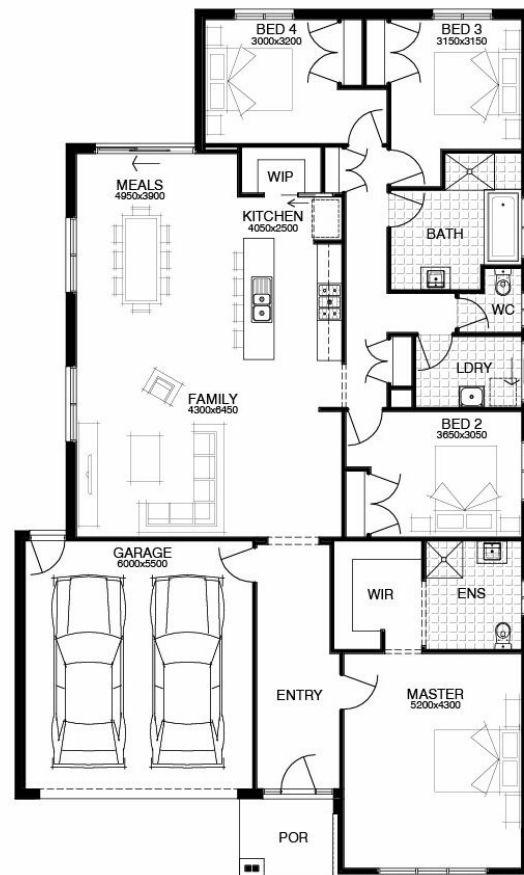 BED 4
3000x3200
BED 3
3150x3150
MEALS
4950x3900
WIP
KITCHEN
4050x2500
BATH
WC
LDRY
FAMILY
4300x6450
BED 2
3650x3050
GARAGE
6000x5500
WIR
ENS
ENTRY
MASTER
5200x4300
POR